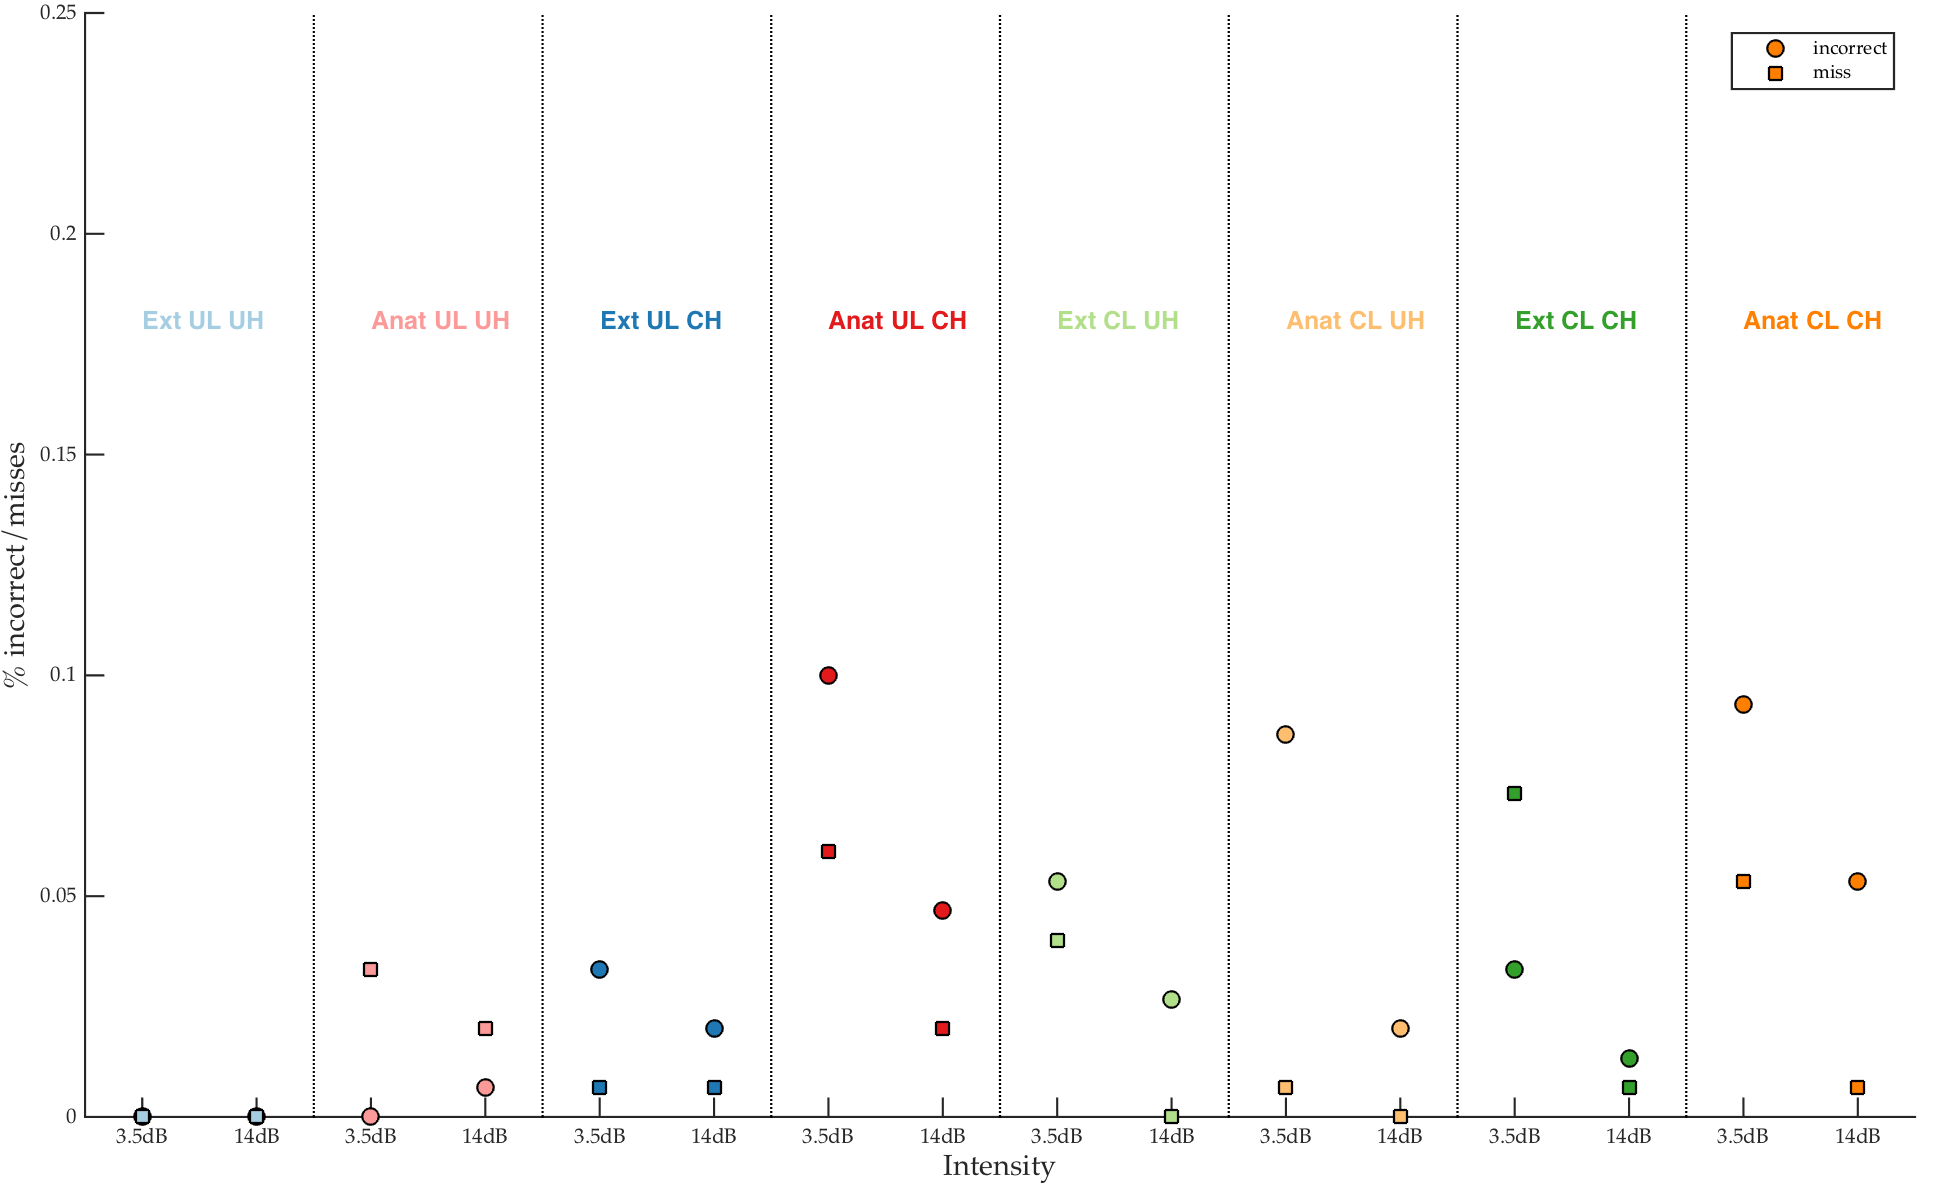 0.25
incorrect
miss
0.2
Ext UL UH Anat UL UH Ext UL CH Anat UL CH Ext CL UH Anat CL UH Ext CL CH Anat CL CH
0.15
% incorrect/misses
0.1
0.05
0
3.5dB 14dB 3.5dB 14dB 3.5dB 14dB 3.5dB 14dB 3.5dB 14dB 3.5dB 14dB 3.5dB 14dB 3.5dB 14dB
Intensity